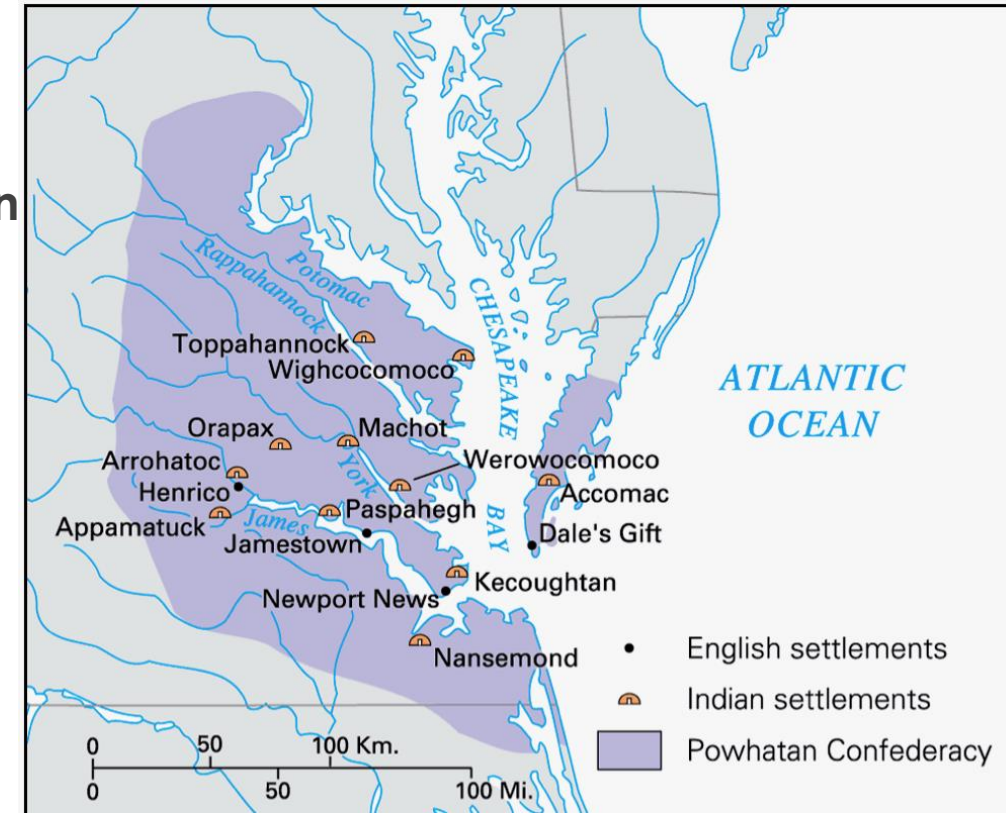 n
Potomac
Rappahannock
Toppahannock
Wighcocomoco
CHESAPEAKE
BAY
ATLANTIC
OCEAN
Orapax
Machot
York
Werowocomoco
Arrohatoc
Henrico
Accomac
Paspahegh
Appamatuck
James
Jamestown
Dale's Gift
Kecoughtan
Newport News
Nansemond
English settlements
Indian settlements
Powhatan Confederacy
0 50 100 Km.
0 50 100 Mi.